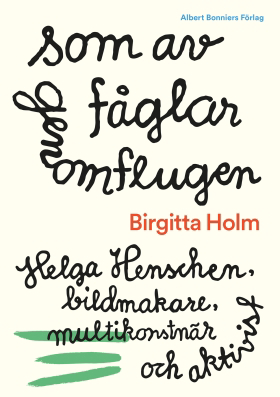 Albert Bonniers Förlag
som av
fåglar
genomflugen
Birgitta Holm
Helga Henschen,
bildmakare,
multikonstnär
och aktivist